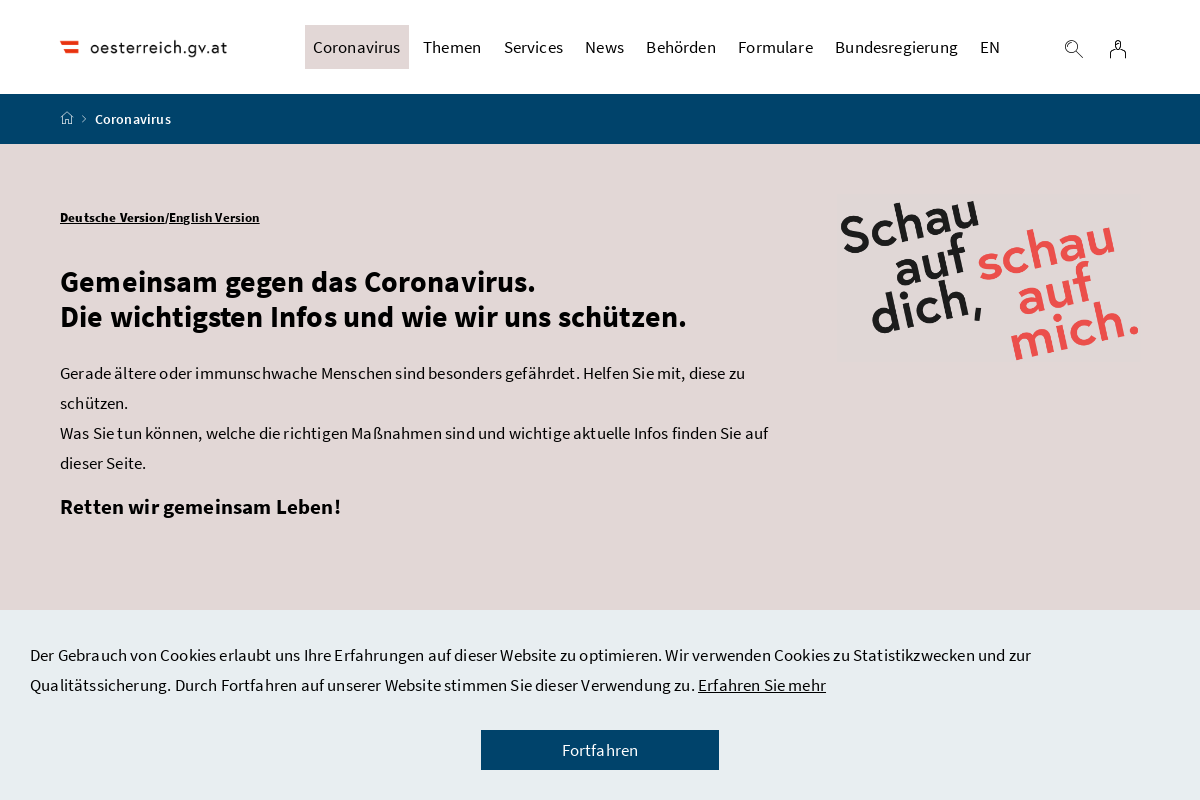 oesterreich.gv.at
Coronavirus Themen Services News Behörden Formulare Bundesregierung EN
Coronavirus
Deutsche Version/English Version
Schau
auf
dich,
schau
auf
mich.
Gemeinsam gegen das Coronavirus.
Die wichtigsten Infos und wie wir uns schützen.
Gerade ältere oder immunschwache Menschen sind besonders gefährdet. Helfen Sie mit, diese zu
schützen.
Was Sie tun können, welche die richtigen Maßnahmen sind und wichtige aktuelle Infos finden Sie auf
dieser Seite.
Retten wir gemeinsam Leben!
Der Gebrauch von Cookies erlaubt uns Ihre Erfahrungen auf dieser Website zu optimieren. Wir verwenden Cookies zu Statistikzwecken und zur
Qualitätssicherung. Durch Fortfahren auf unserer Website stimmen Sie dieser Verwendung zu. Erfahren Sie mehr
Fortfahren